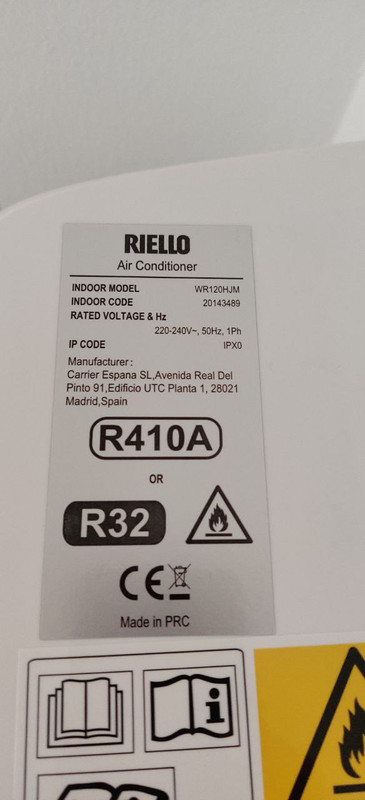 RIELLO
Air Conditioner
INDOOR MODEL WR120HJM
INDOOR CODE 20143489
RATED VOLTAGE & Hz
220-240V~, 50Hz, 1Ph
IP CODE IPX0
Manufacturer:
Carrier Espana SL,Avenida Real Del
Pinto 91,Edificio UTC Planta 1, 28021
Madrid,Spain
R410A
OR
R32
CE
Made in PRC
i